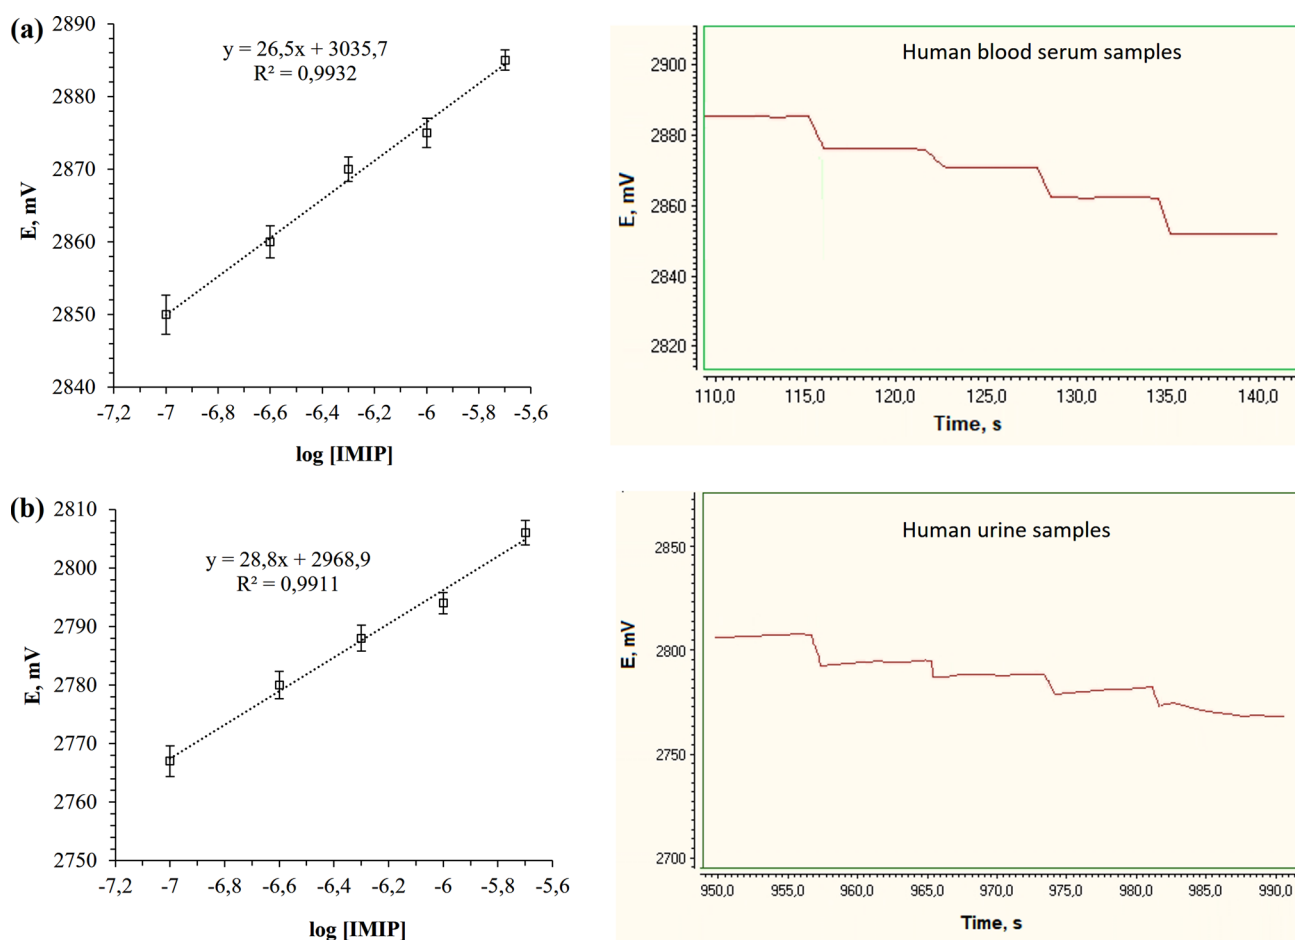 (a)
2890
2880
2870
2860
2850
2840
E, mV
y = 26,5x + 3035,7
R² = 0,9932
-7,2 -7 -6,8 -6,6 -6,4 -6,2 -6 -5,8 -5,6
log [IMIP]
Human blood serum samples
2900
2880
2860
2840
2820
E, mV
110,0 115,0 120,0 125,0 130,0 135,0 140,0
Time, s
(b)
2810
2800
2790
2780
2770
2760
2750
E, mV
y = 28,8x + 2968,9
R² = 0,9911
-7,2 -7 -6,8 -6,6 -6,4 -6,2 -6 -5,8 -5,6
log [IMIP]
Human urine samples
2850
2800
2750
2700
E, mV
950,0 955,0 960,0 965,0 970,0 975,0 980,0 985,0 990,0
Time, s